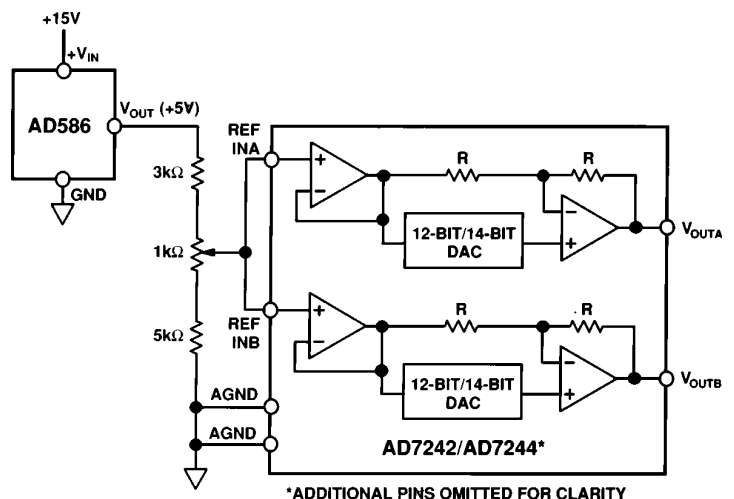 +15V
+VIN
VOUT (+5V)
AD586
GND
3kΩ
1kΩ
5kΩ
REF
INA
REF
INB
AGND
AGND
R
R
12-BIT/14-BIT
DAC
VOUTA
R
R
12-BIT/14-BIT
DAC
VOUTB
AD7242/AD7244*
*ADDITIONAL PINS OMITTED FOR CLARITY